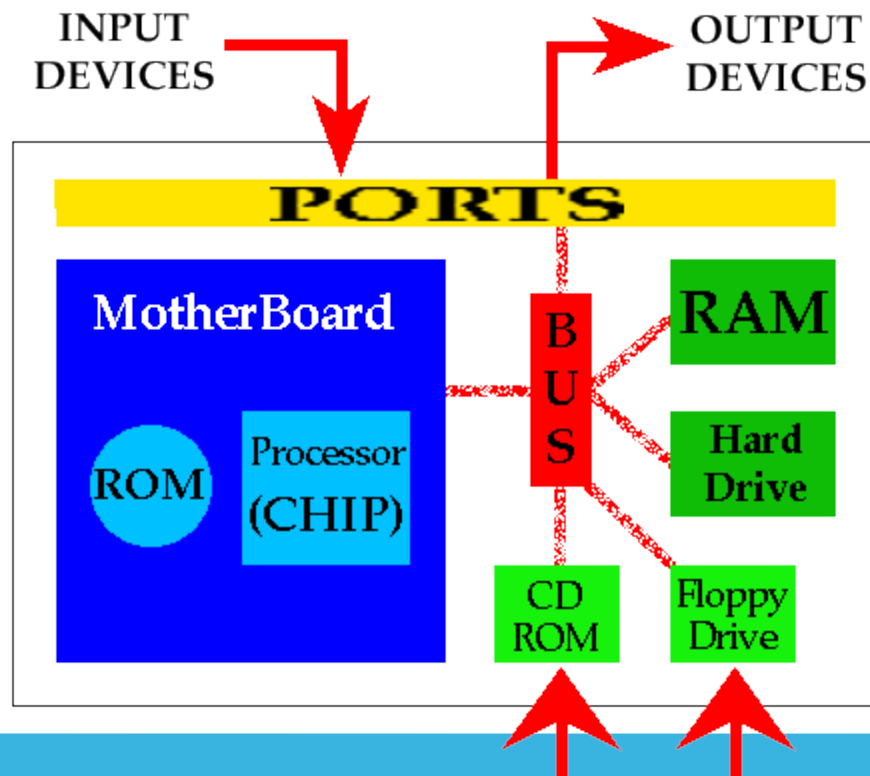 INPUT
DEVICES
OUTPUT
DEVICES
PORTS
MotherBoard
ROM
Processor
(CHIP)
B
U
S
RAM
Hard
Drive
CD
ROM
Floppy
Drive